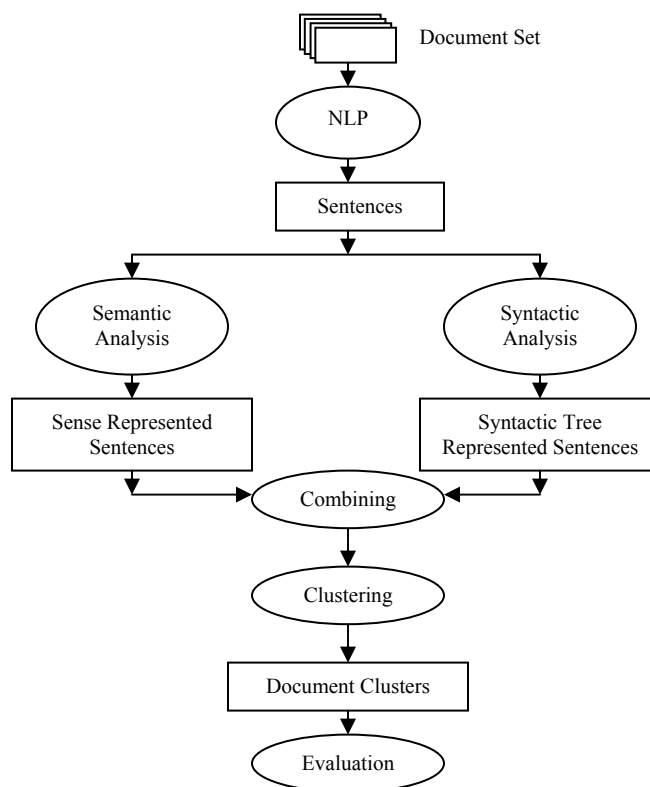 Document Set
NLP
Sentences
Semantic
Analysis
Syntactic
Analysis
Sense Represented
Sentences
Syntactic Tree
Represented Sentences
Combining
Clustering
Document Clusters
Evaluation